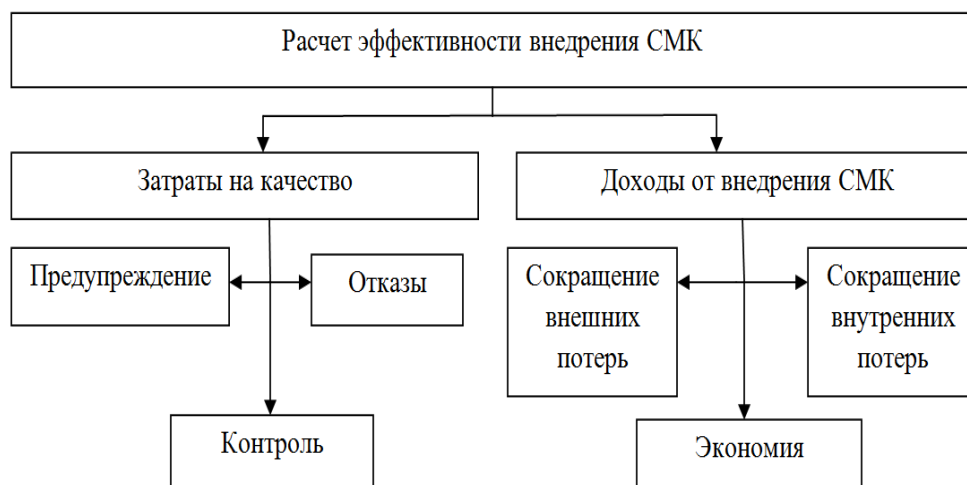 Расчет эффективности внедрения СМК
Затраты на качество
Доходы от внедрения СМК
Предупреждение
Отказы
Сокращение
внешних
потерь
Сокращение
внутренних
потерь
Контроль
Экономия